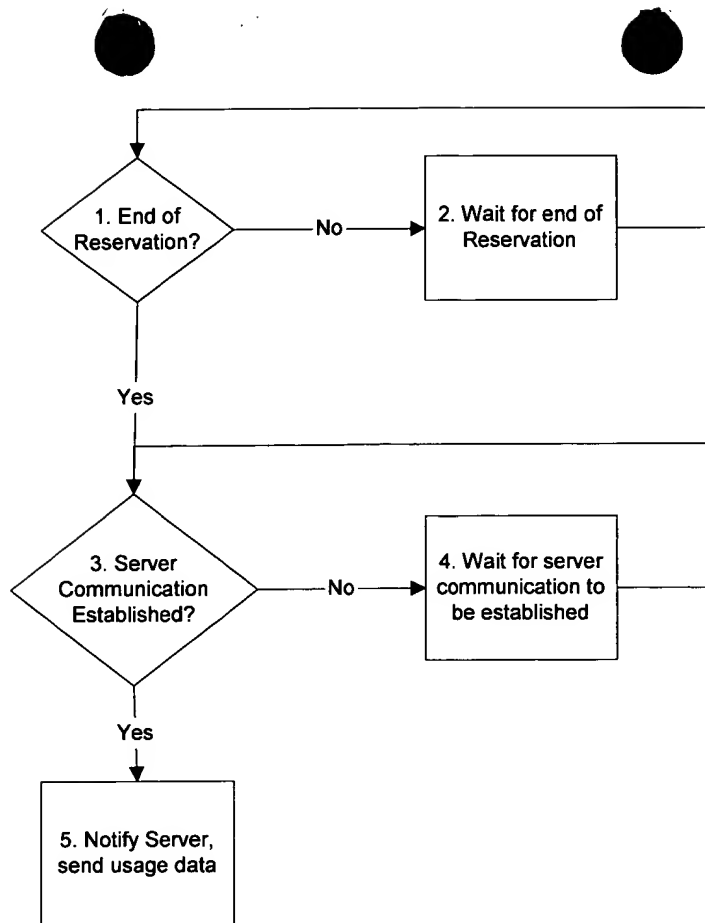 1. End of
Reservation?
No
2. Wait for end of
Reservation
Yes
3. Server
Communication
Established?
No
4. Wait for server
communication to
be established
Yes
5. Notify Server,
send usage data